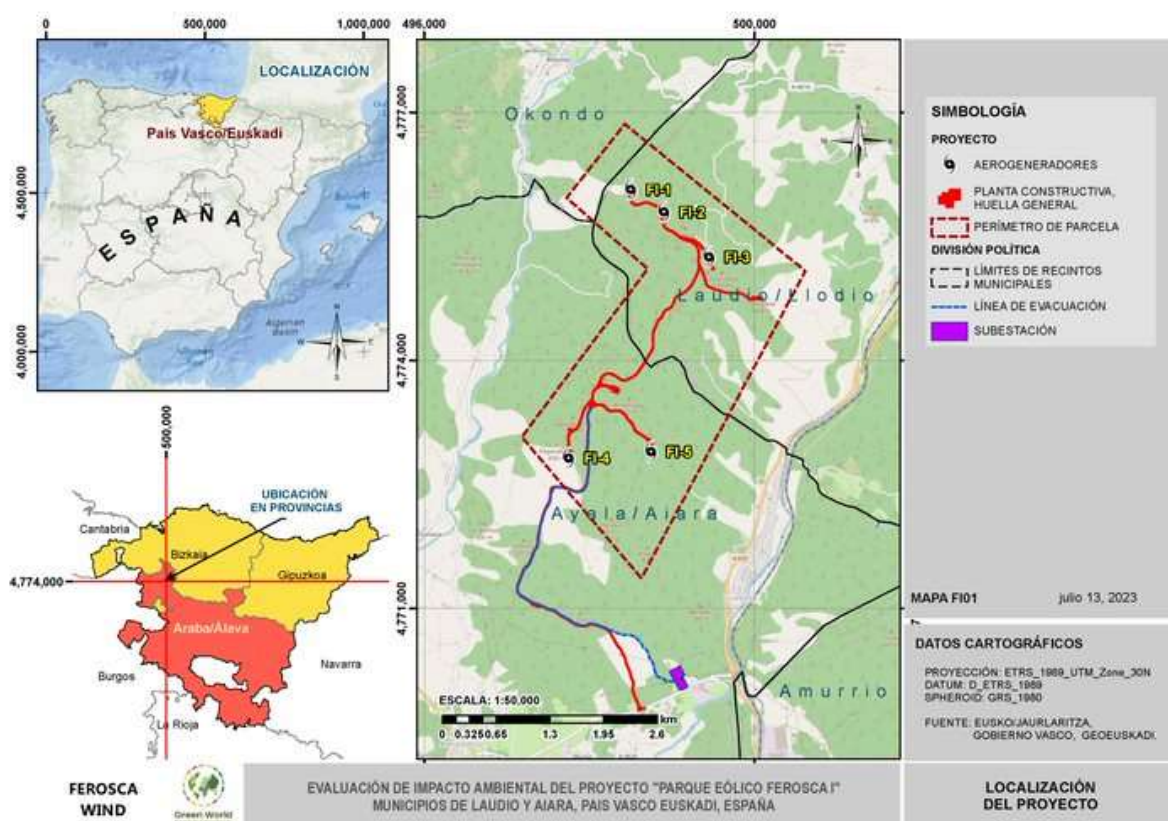 0
500,000
1,000,000
4,500,000
4,000,000
LOCALIZACIÓN
País Vasco/Euskadi
Portugal
ESPAÑA
Algerian
Basin
N
W
E
S
500,000
4,774,000
UBICACIÓN
EN PROVINCIAS
Cantabria
Bizkaia
Gipuzkoa
Araba/Álava
Navarra
Burgos
La Rioja
496,000
500,000
4,777,000
4,774,000
4,771,000
Okondo
FI-1
FI-2
FI-3
Laudio/Llodio
FI-4
FI-5
Ayala/Aiara
Amurrio
ESCALA: 1:50,000
km
0 0.325 0.65 1.3 1.95 2.6
SIMBOLOGÍA
PROYECTO
AEROGENERADORES
PLANTA CONSTRUCTIVA,
HUELLA GENERAL
PERÍMETRO DE PARCELA
DIVISIÓN POLÍTICA
LÍMITES DE RECINTOS
MUNICIPALES
LÍNEA DE EVACUACIÓN
SUBESTACIÓN
MAPA FI01 julio 13, 2023
DATOS CARTOGRÁFICOS
PROYECCIÓN: ETRS_1989_UTM_Zone_30N
DATUM: D_ETRS_1989
SPHEROID: GRS_1980
FUENTE: EUSKO/JAURLARITZA,
GOBIERNO VASCO, GEOEUSKADI.
FEROSCA
WIND
Green World
EVALUACIÓN DE IMPACTO AMBIENTAL DEL PROYECTO "PARQUE EÓLICO FEROSCA I"
MUNICIPIOS DE LAUDIO Y AIARA, PAIS VASCO EUSKADI, ESPAÑA
LOCALIZACIÓN
DEL PROYECTO